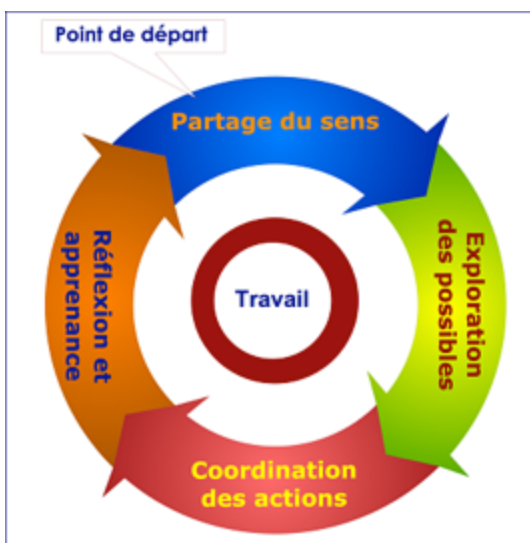 Point de départ
Partage du sens
Exploration
des possibles
Coordination
des actions
Réflexion et
apprenance
Travail